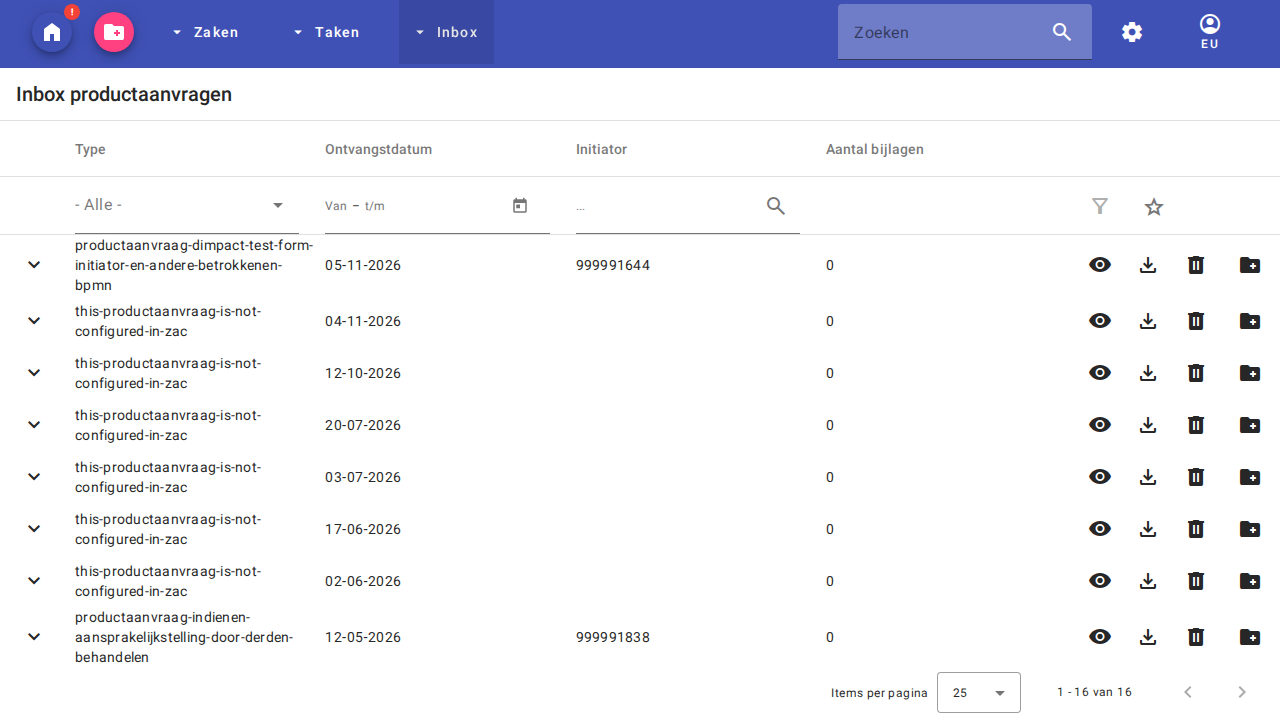 !
Zaken
Taken
Inbox
Zoeken
EU
Inbox productaanvragen
Type
Ontvangstdatum
Initiator
Aantal bijlagen
- Alle -
Van – t/m
...
productaanvraag-dimpact-test-form-
initiator-en-andere-betrokkenen-
bpmn
05-11-2026
999991644
0
this-productaanvraag-is-not-
configured-in-zac
04-11-2026
0
this-productaanvraag-is-not-
configured-in-zac
12-10-2026
0
this-productaanvraag-is-not-
configured-in-zac
20-07-2026
0
this-productaanvraag-is-not-
configured-in-zac
03-07-2026
0
this-productaanvraag-is-not-
configured-in-zac
17-06-2026
0
this-productaanvraag-is-not-
configured-in-zac
02-06-2026
0
productaanvraag-indienen-
aansprakelijkstelling-door-derden-
behandelen
12-05-2026
999991838
0
Items per pagina
25
1 - 16 van 16